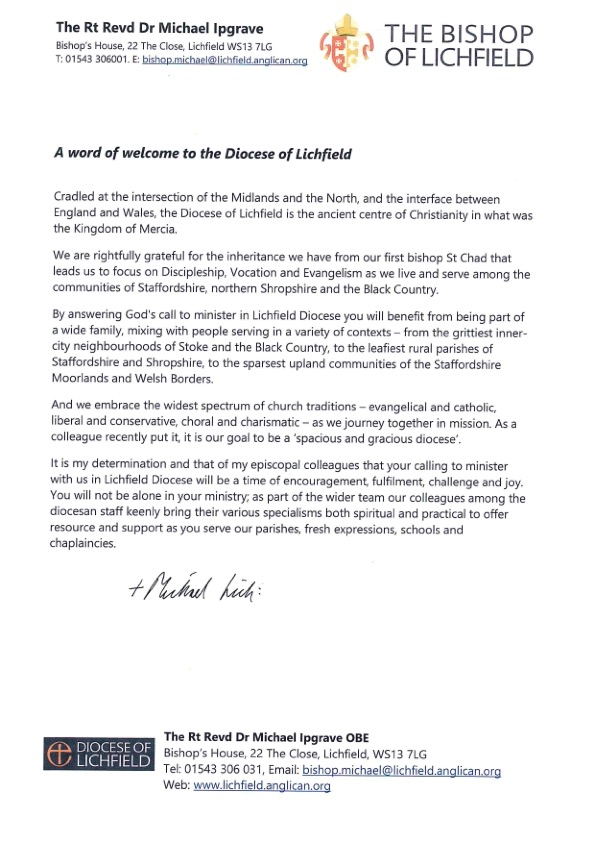 The Rt Revd Dr Michael Ipgrave
Bishop's House, 22 The Close, Lichfield WS13 7LG
T: 01543 306001. E: bishop.michael@lichfield.anglican.org
THE BISHOP
OF LICHFIELD
A word of welcome to the Diocese of Lichfield
Cradled at the intersection of the Midlands and the North, and the interface between
England and Wales, the Diocese of Lichfield is the ancient centre of Christianity in what was
the Kingdom of Mercia.
We are rightfully grateful for the inheritance we have from our first bishop St Chad that
leads us to focus on Discipleship, Vocation and Evangelism as we live and serve among the
communities of Staffordshire, northern Shropshire and the Black Country.
By answering God's call to minister in Lichfield Diocese you will benefit from being part of
a wide family, mixing with people serving in a variety of contexts – from the grittiest inner-
city neighbourhoods of Stoke and the Black Country, to the leafiest rural parishes of
Staffordshire and Shropshire, to the sparsest upland communities of the Staffordshire
Moorlands and Welsh Borders.
And we embrace the widest spectrum of church traditions – evangelical and catholic,
liberal and conservative, choral and charismatic – as we journey together in mission. As a
colleague recently put it, it is our goal to be a 'spacious and gracious diocese'.
It is my determination and that of my episcopal colleagues that your calling to minister
with us in Lichfield Diocese will be a time of encouragement, fulfilment, challenge and joy.
You will not be alone in your ministry; as part of the wider team our colleagues among the
diocesan staff keenly bring their various specialisms both spiritual and practical to offer
resource and support as you serve our parishes, fresh expressions, schools and
chaplaincies.
+ Michael Lich:
DIOCESE OF
LICHFIELD
The Rt Revd Dr Michael Ipgrave OBE
Bishop's House, 22 The Close, Lichfield, WS13 7LG
Tel: 01543 306 031, Email: bishop.michael@lichfield.anglican.org
Web: www.lichfield.anglican.org